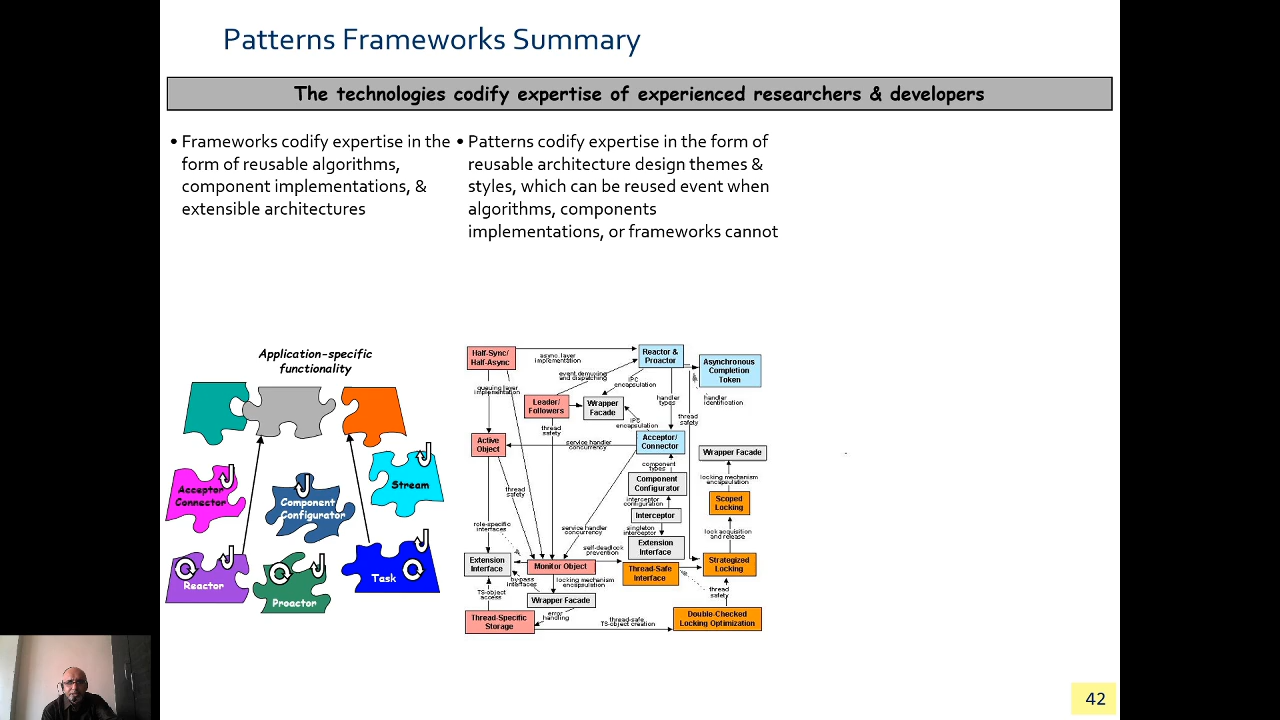 Patterns Frameworks Summary
The technologies codify expertise of experienced researchers & developers
• Frameworks codify expertise in the
form of reusable algorithms,
component implementations, &
extensible architectures
• Patterns codify expertise in the form of
reusable architecture design themes &
styles, which can be reused event when
algorithms, components
implementations, or frameworks cannot
Application-specific
functionality
Acceptor
Connector
Component
Configurator
Stream
Reactor
Proactor
Task
Half-Sync/
Half-Async
async layer
implementation
Reactor &
Proactor
Asynchronous
Completion
Token
event demuxing
and dispatching
IPC
encapsulation
queuing layer
implementation
handler
types
handler
identification
Leader/
Followers
Wrapper
Facade
thread
safety
IPC
encapsulation
thread
safety
Active
Object
service handler
concurrency
Acceptor/
Connector
Wrapper Facade
component
types
Component
Configurator
locking mechanism
encapsulation
thread
safety
interceptor
configuration
Scoped
Locking
Interceptor
role-specific
interfaces
service handler
concurrency
singleton
interceptor
lock acquisition
and release
Extension
Interface
self-deadlock
prevention
Extension
Interface
Monitor Object
Thread-Safe
Interface
Strategized
Locking
by-pass
interfaces
locking mechanism
encapsulation
TS-object
access
Wrapper Facade
thread
safety
error
handling
Thread-Specific
Storage
thread-safe
TS-object creation
Double-Checked
Locking Optimization
42